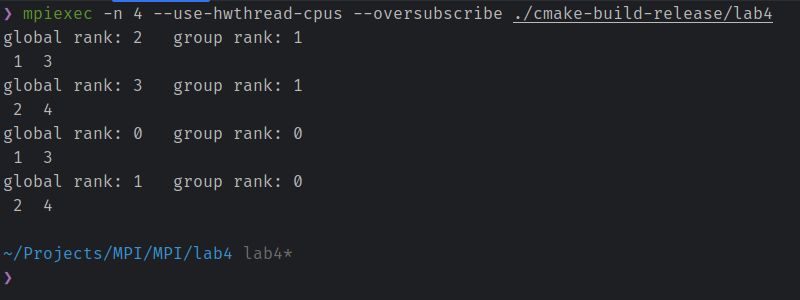 ❯ mpiexec -n 4 --use-hwthread-cpus --oversubscribe ./cmake-build-release/lab4
global rank: 2   group rank: 1
 1  3
global rank: 3   group rank: 1
 2  4
global rank: 0   group rank: 0
 1  3
global rank: 1   group rank: 0
 2  4
~/Projects/MPI/MPI/lab4 lab4*
❯